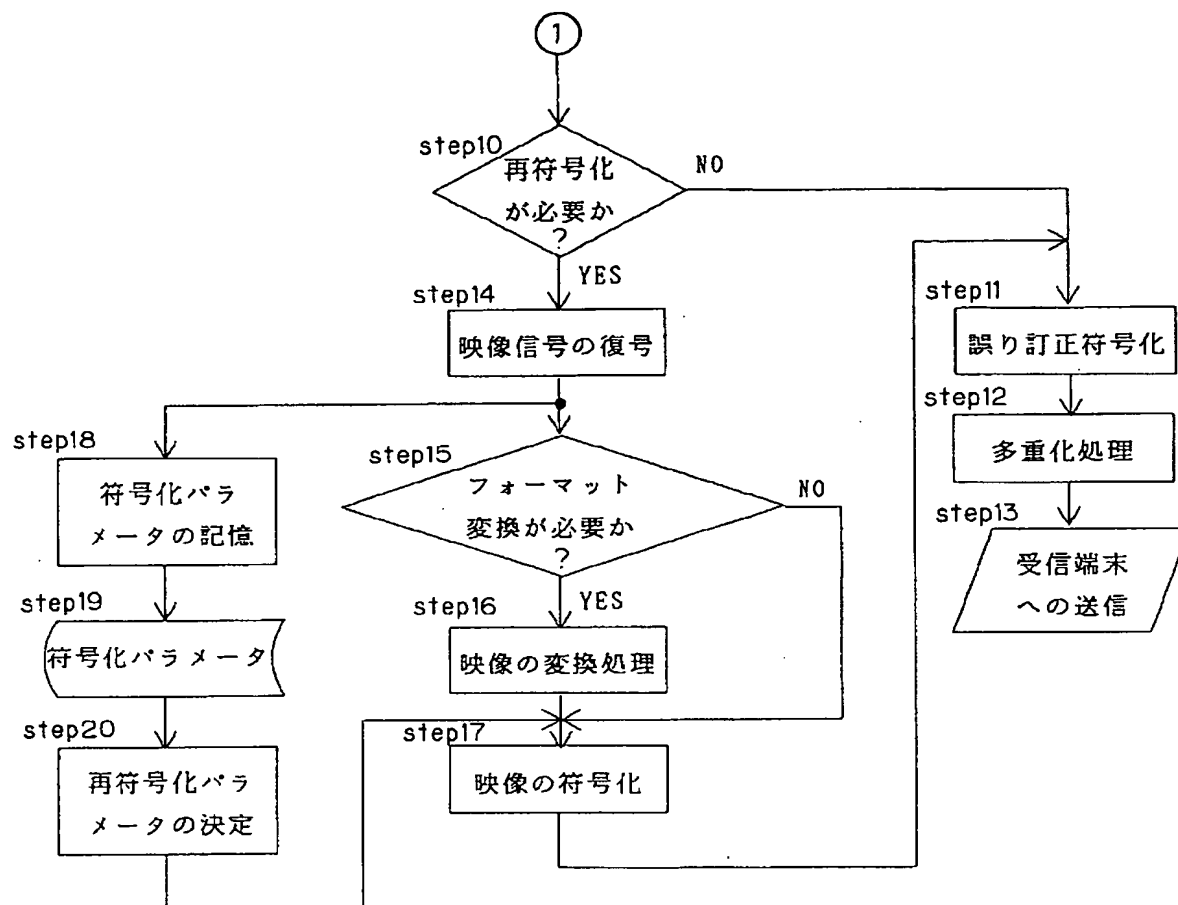 1
step10
再符号化
が必要か
?
NO
YES
step14
映像信号の復号
step11
誤り訂正符号化
step12
多重化処理
step13
受信端末
への送信
step18
符号化パラ
メータの記憶
step15
フォーマット
変換が必要か
?
NO
YES
step19
符号化パラメータ
step16
映像の変換処理
step20
再符号化パラ
メータの決定
step17
映像の符号化